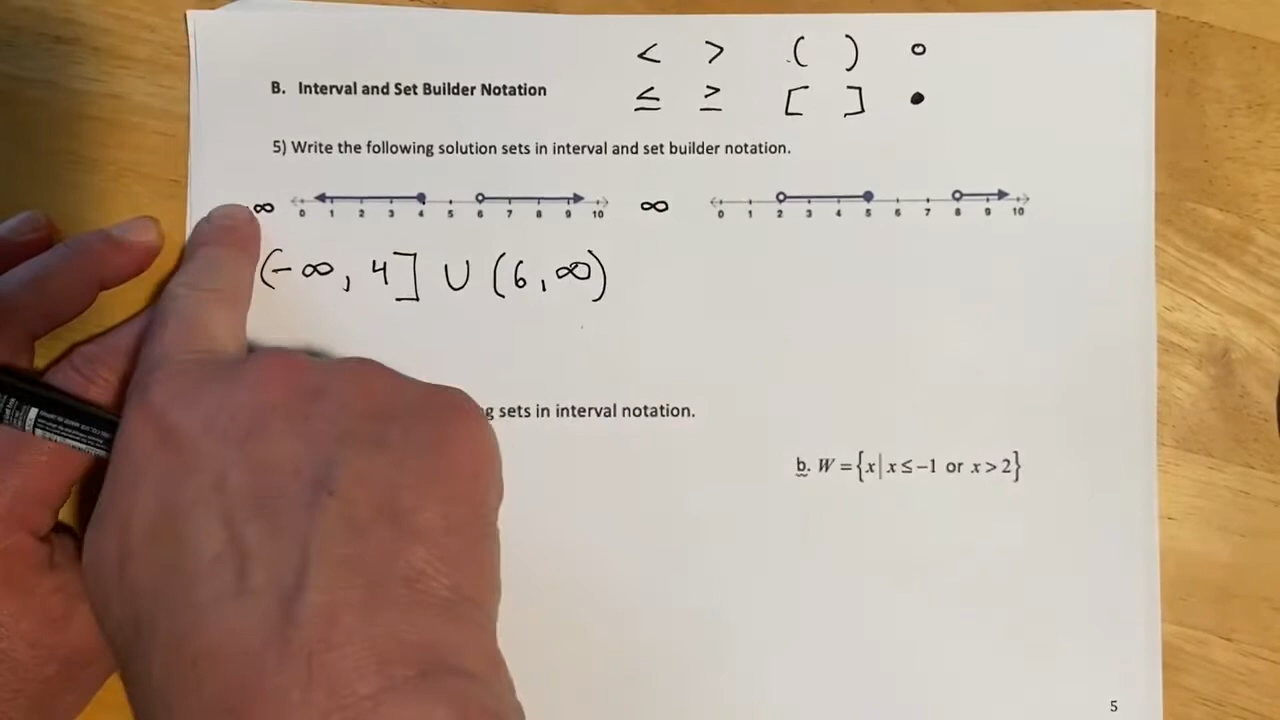 < > ( ) ○
B. Interval and Set Builder Notation
≤ ≥ [ ] ●
5) Write the following solution sets in interval and set builder notation.
∞ 0 1 2 3 4 5 6 7 8 9 10 ∞ 0 1 2 3 4 5 6 7 8 9 10
(-∞, 4] ∪ (6, ∞)
sets in interval notation.
b. W = {x | x ≤ −1 or x > 2}
5